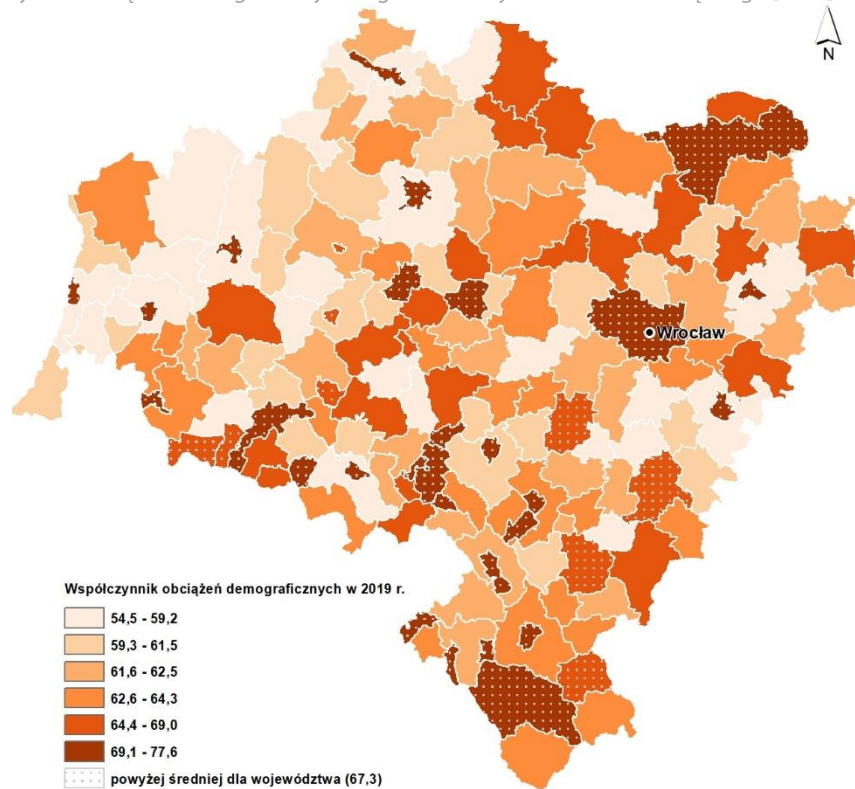 N
Wrocław
Współczynnik obciążeń demograficznych w 2019 r.
54,5 - 59,2
59,3 - 61,5
61,6 - 62,5
62,6 - 64,3
64,4 - 69,0
69,1 - 77,6
powyżej średniej dla województwa (67,3)